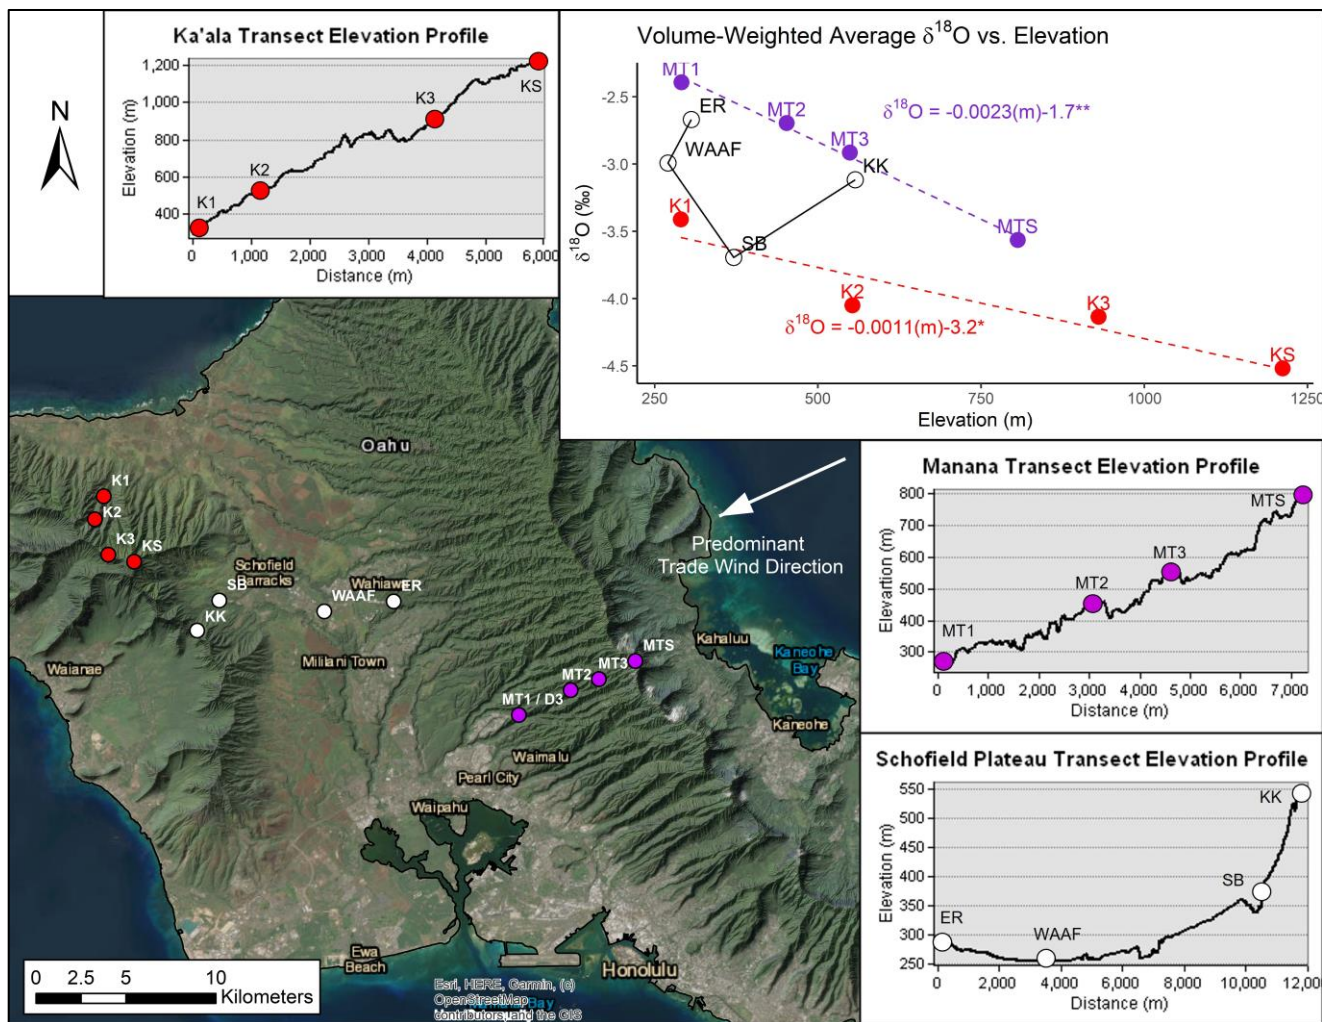 N
Ka'ala Transect Elevation Profile
1,200
1,000
800
600
400
Elevation (m)
K1
K2
K3
KS
0 1,000 2,000 3,000 4,000 5,000 6,000
Distance (m)
Volume-Weighted Average δ¹⁸O vs. Elevation
-2.5
-3.0
-3.5
-4.0
-4.5
δ¹⁸O (‰)
MT1
MT2
MT3
MTS
ER
WAAF
SB
KK
K1
K2
K3
KS
δ¹⁸O = -0.0023(m)-1.7**
δ¹⁸O = -0.0011(m)-3.2*
250 500 750 1000 1250
Elevation (m)
Oahu
K1
K2
K3
KS
Schofield
Barracks
SB
KK
Wahiawa
WAAF
ER
Mililani Town
Waianae
Predominant
Trade Wind Direction
MTS
MT3
MT2
MT1 / D3
Kahaluu
Kaneohe
Bay
Kaneohe
Waimalu
Pearl City
Waipahu
Ewa
Beach
Honolulu
0 2.5 5 10
Kilometers
Esri, HERE, Garmin, (c)
OpenStreetMap
contributors, and the GIS
Manana Transect Elevation Profile
800
700
600
500
400
300
Elevartion (m)
MT1
MT2
MT3
MTS
0 1,000 2,000 3,000 4,000 5,000 6,000 7,000
Distance (m)
Schofield Plateau Transect Elevation Profile
550
500
450
400
350
300
250
Elevation (m)
ER
WAAF
SB
KK
0 2,000 4,000 6,000 8,000 10,000 12,000
Distance (m)